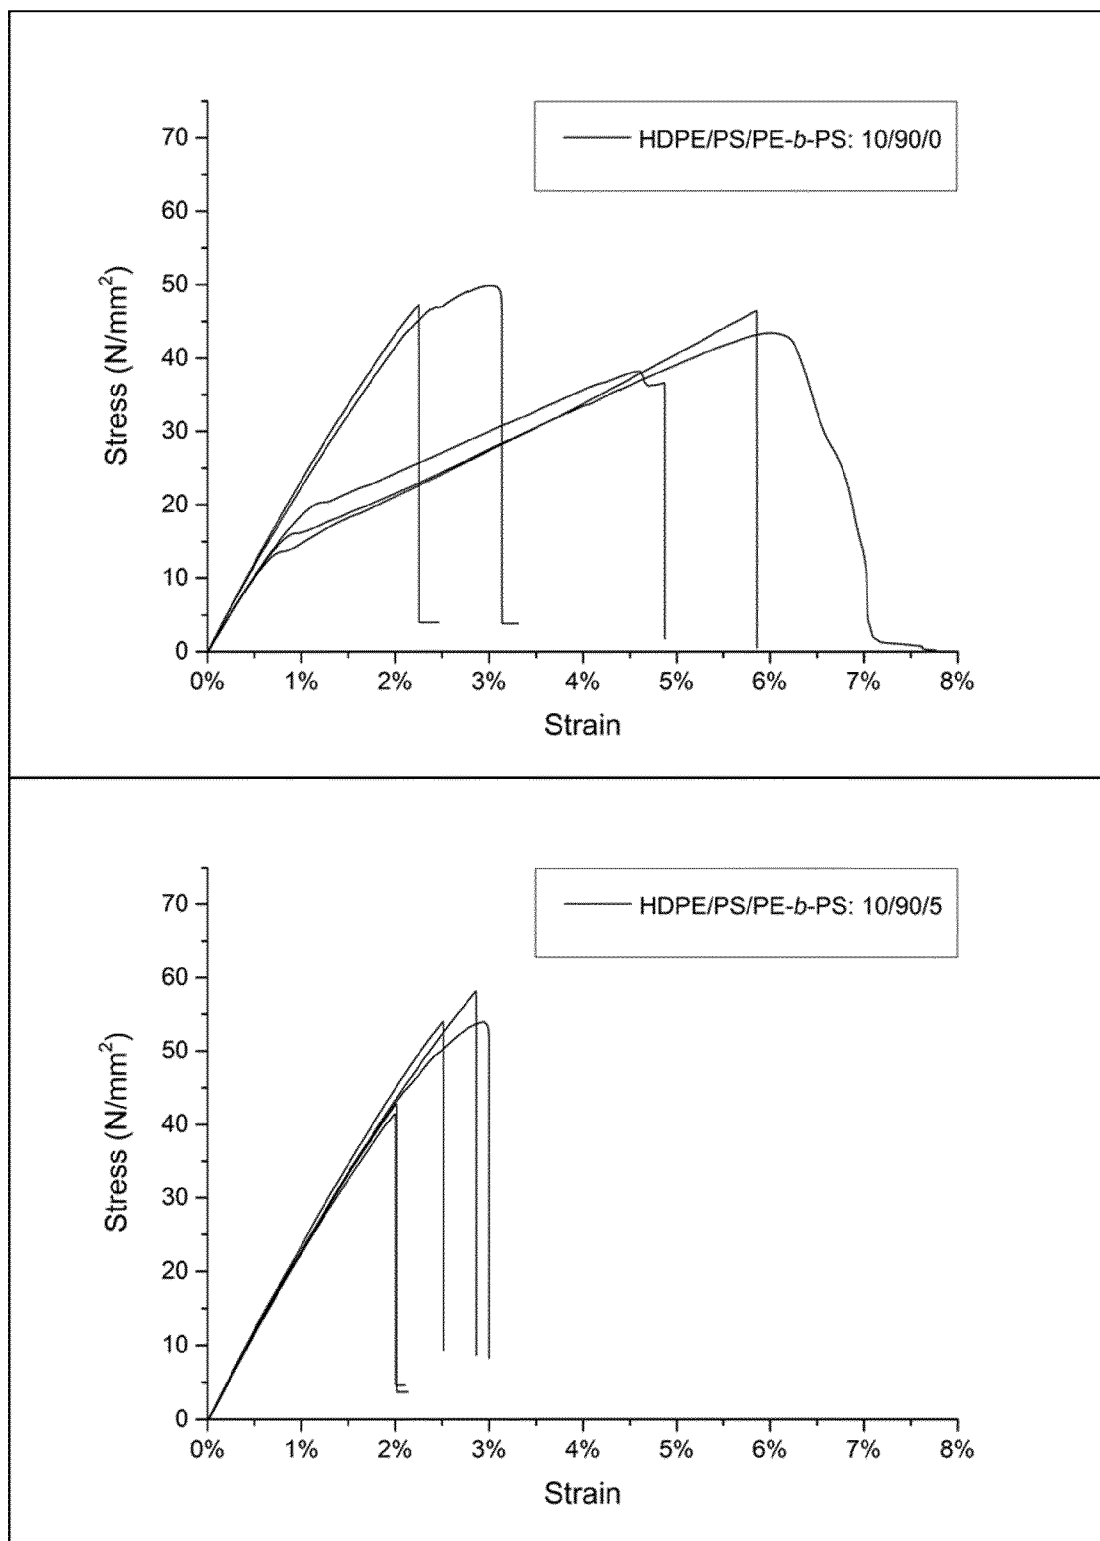 HDPE/PS/PE-b-PS: 10/90/0
70
60
50
40
30
20
10
0
Stress (N/mm²)
0% 1% 2% 3% 4% 5% 6% 7% 8%
Strain
HDPE/PS/PE-b-PS: 10/90/5
70
60
50
40
30
20
10
0
Stress (N/mm²)
0% 1% 2% 3% 4% 5% 6% 7% 8%
Strain